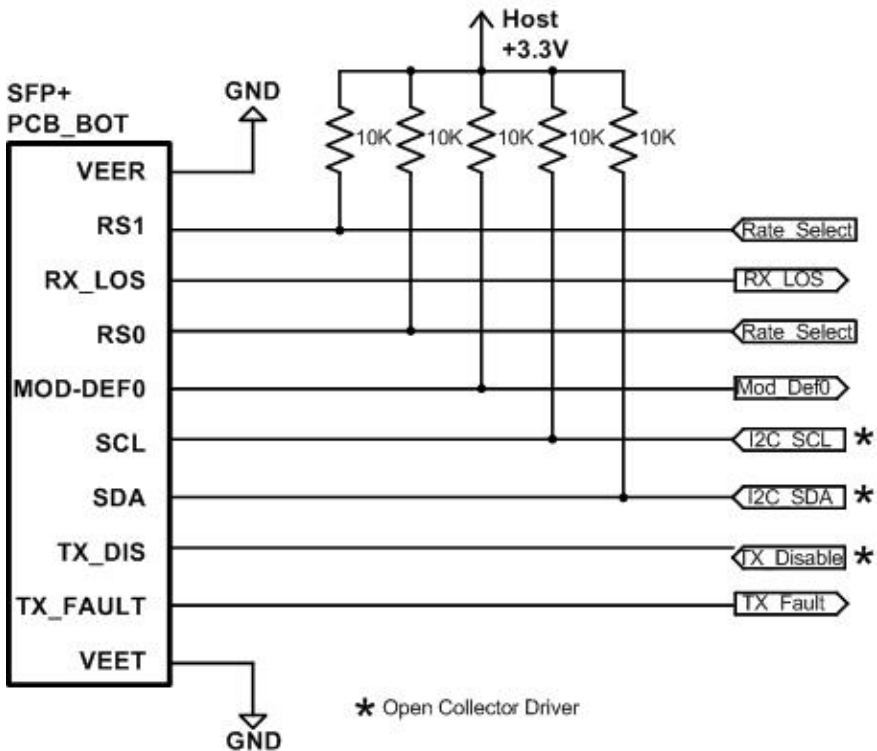 Host
+3.3V
SFP+
PCB_BOT
GND
10K 10K 10K 10K 10K
VEER
RS1 Rate_Select
RX_LOS RX_LOS
RS0 Rate_Select
MOD-DEF0 Mod_Def0
SCL I2C_SCL *
SDA I2C_SDA *
TX_DIS TX_Disable *
TX_FAULT TX_Fault
VEET
* Open Collector Driver
GND